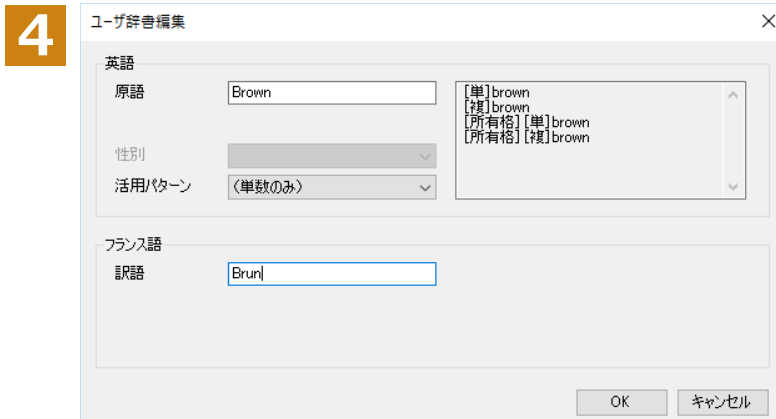 4
ユーザ辞書編集
英語
原語
Brown
[単]brown
[複]brown
[所有格] [単]brown
[所有格] [複]brown
性別
活用パターン
(単数のみ)
フランス語
訳語
Brun
OK
キャンセル